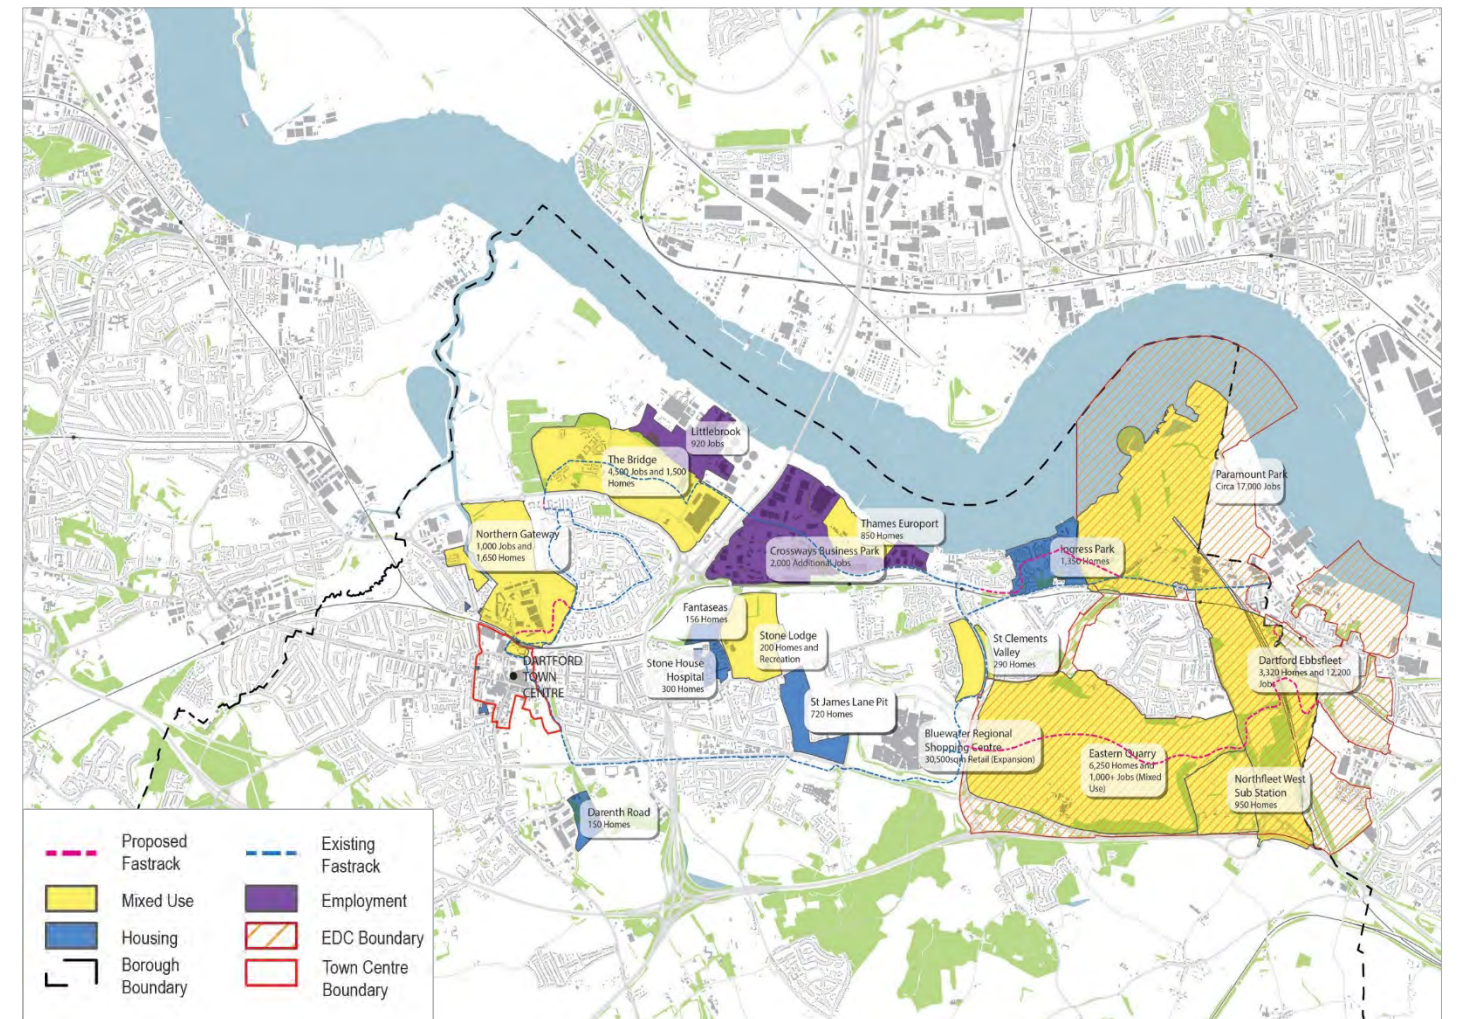 Littlebrook
920 Jobs
The Bridge
4,500 Jobs and 1,500
Homes
Paramount Park
Circa 17,000 Jobs
Northern Gateway
1,000 Jobs and
1,650 Homes
Thames Europort
850 Homes
Crossways Business Park
2,000 Additional Jobs
Ingress Park
1,350 Homes
Fantaseas
156 Homes
Stone Lodge
200 Homes and
Recreation
St Clements
Valley
290 Homes
Stone House
Hospital
300 Homes
DARTFORD
TOWN
CENTRE
Dartford Ebbsfleet
3,320 Homes and 12,200
Jobs
St James Lane Pit
720 Homes
Bluewater Regional
Shopping Centre
30,500sqm Retail (Expansion)
Eastern Quarry
6,250 Homes and
1,000+ Jobs (Mixed
Use)
Northfleet West
Sub Station
950 Homes
Darenth Road
150 Homes
Proposed
Fastrack
Existing
Fastrack
Mixed Use
Employment
Housing
EDC Boundary
Borough
Boundary
Town Centre
Boundary